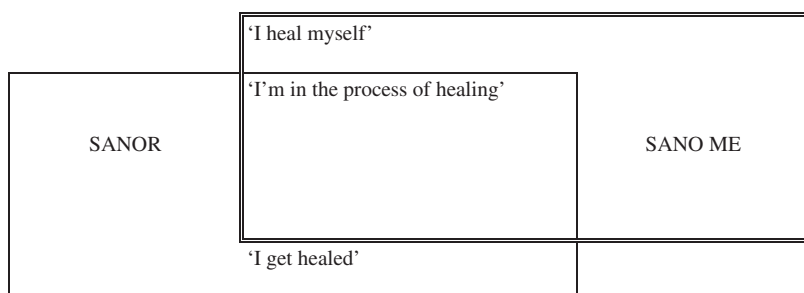 ‘I heal myself’
‘I’m in the process of healing’
SANOR
SANO ME
‘I get healed’